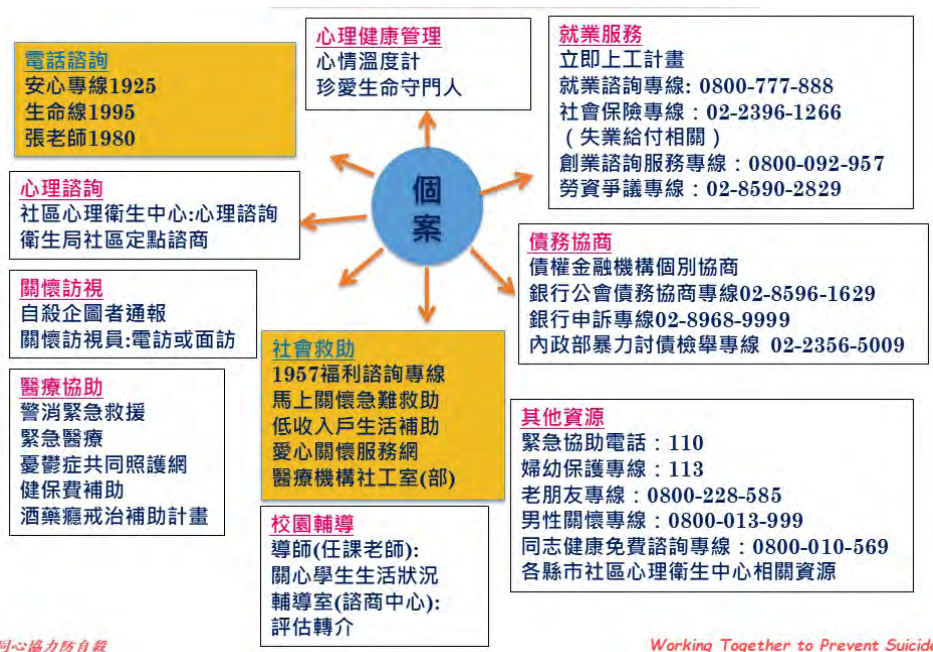 電話諮詢
安心專線1925
生命線1995
張老師1980
心理健康管理
心情溫度計
珍愛生命守門人
就業服務
立即上工計畫
就業諮詢專線: 0800-777-888
社會保險專線：02-2396-1266
（失業給付相關）
創業諮詢服務專線：0800-092-957
勞資爭議專線：02-8590-2829
個
案
心理諮詢
社區心理衛生中心:心理諮詢
衛生局社區定點諮商
債務協商
債權金融機構個別協商
銀行公會債務協商專線02-8596-1629
銀行申訴專線02-8968-9999
內政部暴力討債檢舉專線 02-2356-5009
關懷訪視
自殺企圖者通報
關懷訪視員:電訪或面訪
社會救助
1957福利諮詢專線
馬上關懷急難救助
低收入戶生活補助
愛心關懷服務網
醫療機構社工室(部)
醫療協助
警消緊急救援
緊急醫療
憂鬱症共同照護網
健保費補助
酒藥癮戒治補助計畫
其他資源
緊急協助電話：110
婦幼保護專線：113
老朋友專線：0800-228-585
男性關懷專線：0800-013-999
同志健康免費諮詢專線：0800-010-569
各縣市社區心理衛生中心相關資源
校園輔導
導師(任課老師):
關心學生生活狀況
輔導室(諮商中心):
評估轉介
同心協力防自殺
Working Together to Prevent Suicide